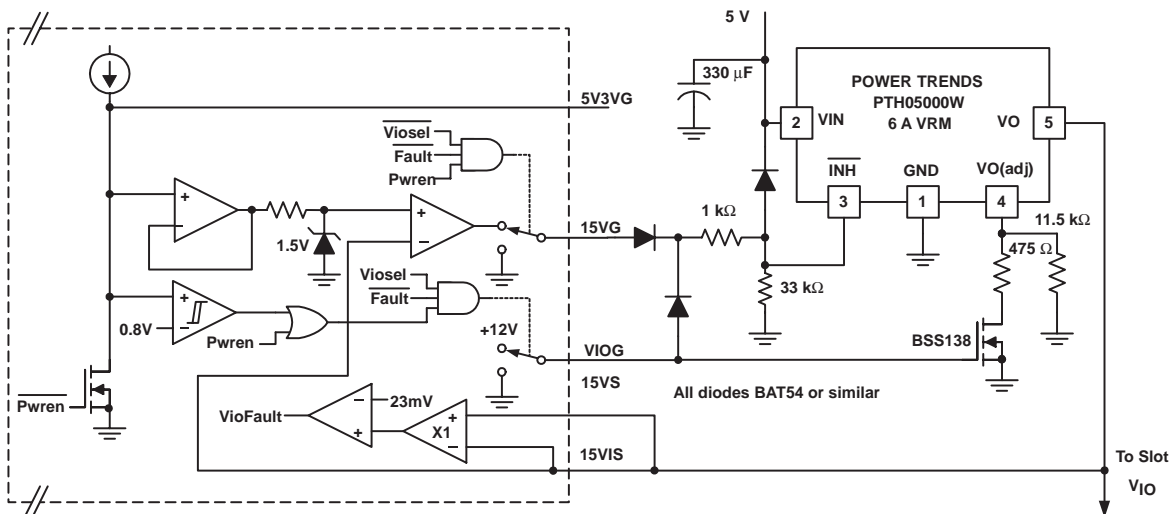 5 V
330 μF
POWER TRENDS
PTH05000W
6 A VRM
2
VIN
VO
5
INH
GND
VO(adj)
3
1
4
5V3VG
Viosel
Fault
Pwren
+
−
1.5V
+
−
15VG
1 kΩ
11.5 kΩ
475 Ω
33 kΩ
Viosel
Fault
+
−
0.8V
Pwren
+12V
VIOG
BSS138
15VS
All diodes BAT54 or similar
Pwren
VioFault
−
23mV
+
+
X1
−
15VIS
To Slot
VIO